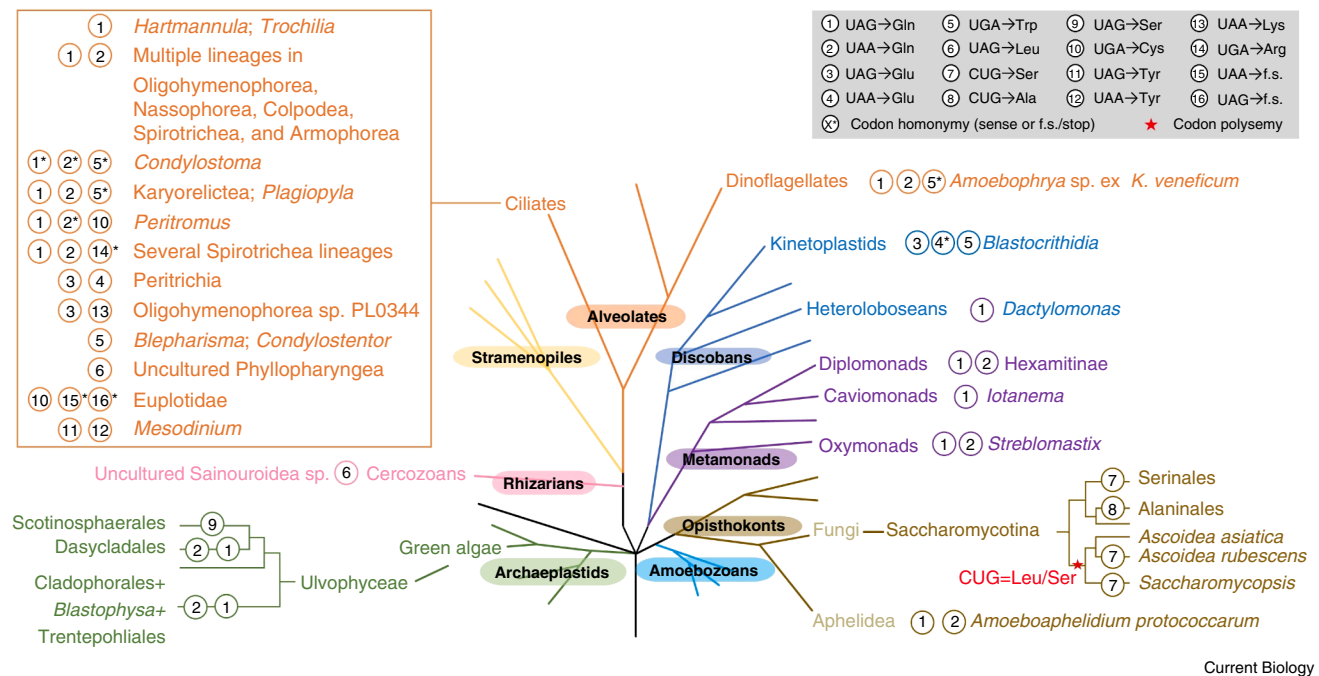 1 Hartmannula; Trochilia
1 2 Multiple lineages in
Oligohymenophorea,
Nassophorea, Colpodea,
Spirotrichea, and Armophorea
1* 2* 5* Condylostoma
1 2 5* Karyorelictea; Plagiopyla
1 2* 10 Peritromus
1 2 14* Several Spirotrichea lineages
3 4 Peritrichia
3 13 Oligohymenophorea sp. PL0344
5 Blepharisma; Condylostentor
6 Uncultured Phyllopharyngea
10 15* 16* Euplotidae
11 12 Mesodinium
1 UAG→Gln 5 UGA→Trp 9 UAG→Ser 13 UAA→Lys
2 UAA→Gln 6 UAG→Leu 10 UGA→Cys 14 UGA→Arg
3 UAG→Glu 7 CUG→Ser 11 UAG→Tyr 15 UAA→f.s.
4 UAA→Glu 8 CUG→Ala 12 UAA→Tyr 16 UAG→f.s.
X* Codon homonymy (sense or f.s./stop) ★ Codon polysemy
Ciliates
Dinoflagellates 1 2 5* Amoebophrya sp. ex K. veneficum
Kinetoplastids 3 4* 5 Blastocrithidia
Heteroloboseans 1 Dactylomonas
Alveolates
Stramenopiles
Discobans
Diplomonads 1 2 Hexamitinae
Caviomonads 1 Iotanema
Oxymonads 1 2 Streblomastix
Metamonads
Uncultured Sainouroidea sp. 6 Cercozoans
Rhizarians
Opisthokonts
Fungi Saccharomycotina
7 Serinales
8 Alaninales
Ascoidea asiatica
7 Ascoidea rubescens
CUG=Leu/Ser
7 Saccharomycopsis
Scotinosphaerales 9
Dasycladales 2 1
Cladophorales+
Blastophysa+ 2 1
Trentepohliales
Ulvophyceae
Green algae
Archaeplastids
Amoebozoans
Aphelidea 1 2 Amoeboaphelidium protococcarum
Current Biology